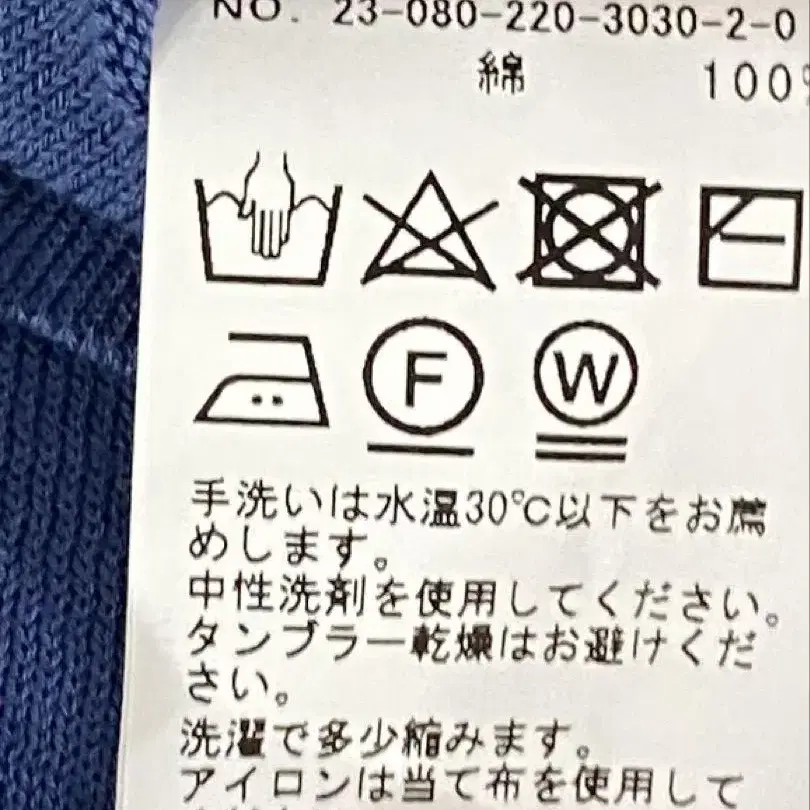 NO. 23-080-220-3030-2-0
綿 100%
F W
手洗いは水温30℃以下をお薦
めします。
中性洗剤を使用してください。
タンブラー乾燥はお避けくだ
さい。
洗濯で多少縮みます。
アイロンは当て布を使用して